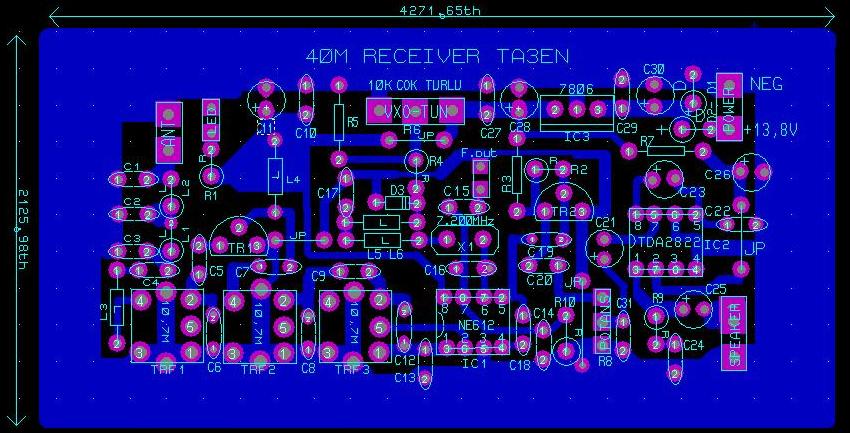 4271.65th
40M RECEIVER TA3EN
2125.98th
10K COK TURLU
7806
C30
NEG
POWER
+13,8V
ANT
LED
C10
R5
VXO-TUN
R6
JP
C27
C28
IC3
C29
R7
C26
C1
C2
C3
C4
L2
L1
R1
L4
R4
F.out
C17
D3
C15
R3
R2
C23
C22
TR1
JP
L5 L6
7.200MHz
X1
TR2
C21
TDA2822
IC2
JP
C5
C7
C9
C16
C19
C20
JP
C25
L3
10,7M
10,7M
10,7M
C6
C8
C12
C13
NE612
IC1
C14
C18
R10
POTANS
R8
C31
R9
C24
SPEAKER
TRF1
TRF2
TRF3